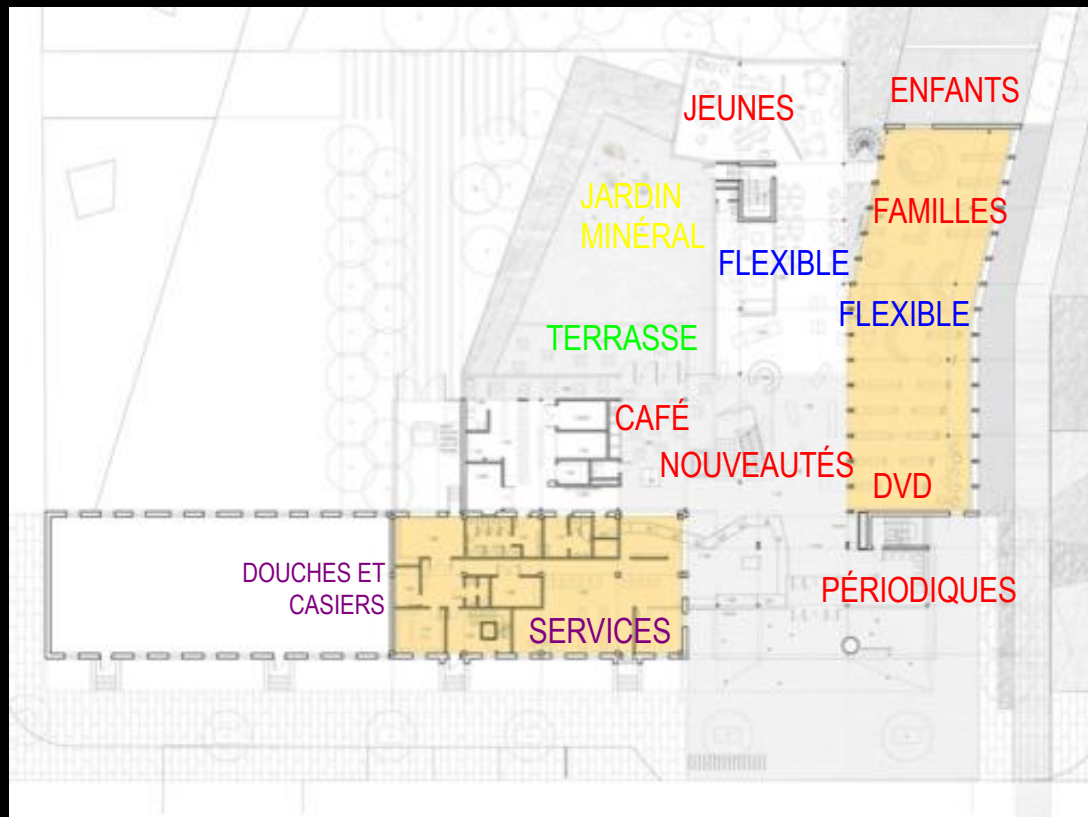 ENFANTS
JEUNES
JARDIN
MINÉRAL
FAMILLES
FLEXIBLE
FLEXIBLE
TERRASSE
CAFÉ
NOUVEAUTÉS
DVD
DOUCHES ET
CASIERS
PÉRIODIQUES
SERVICES